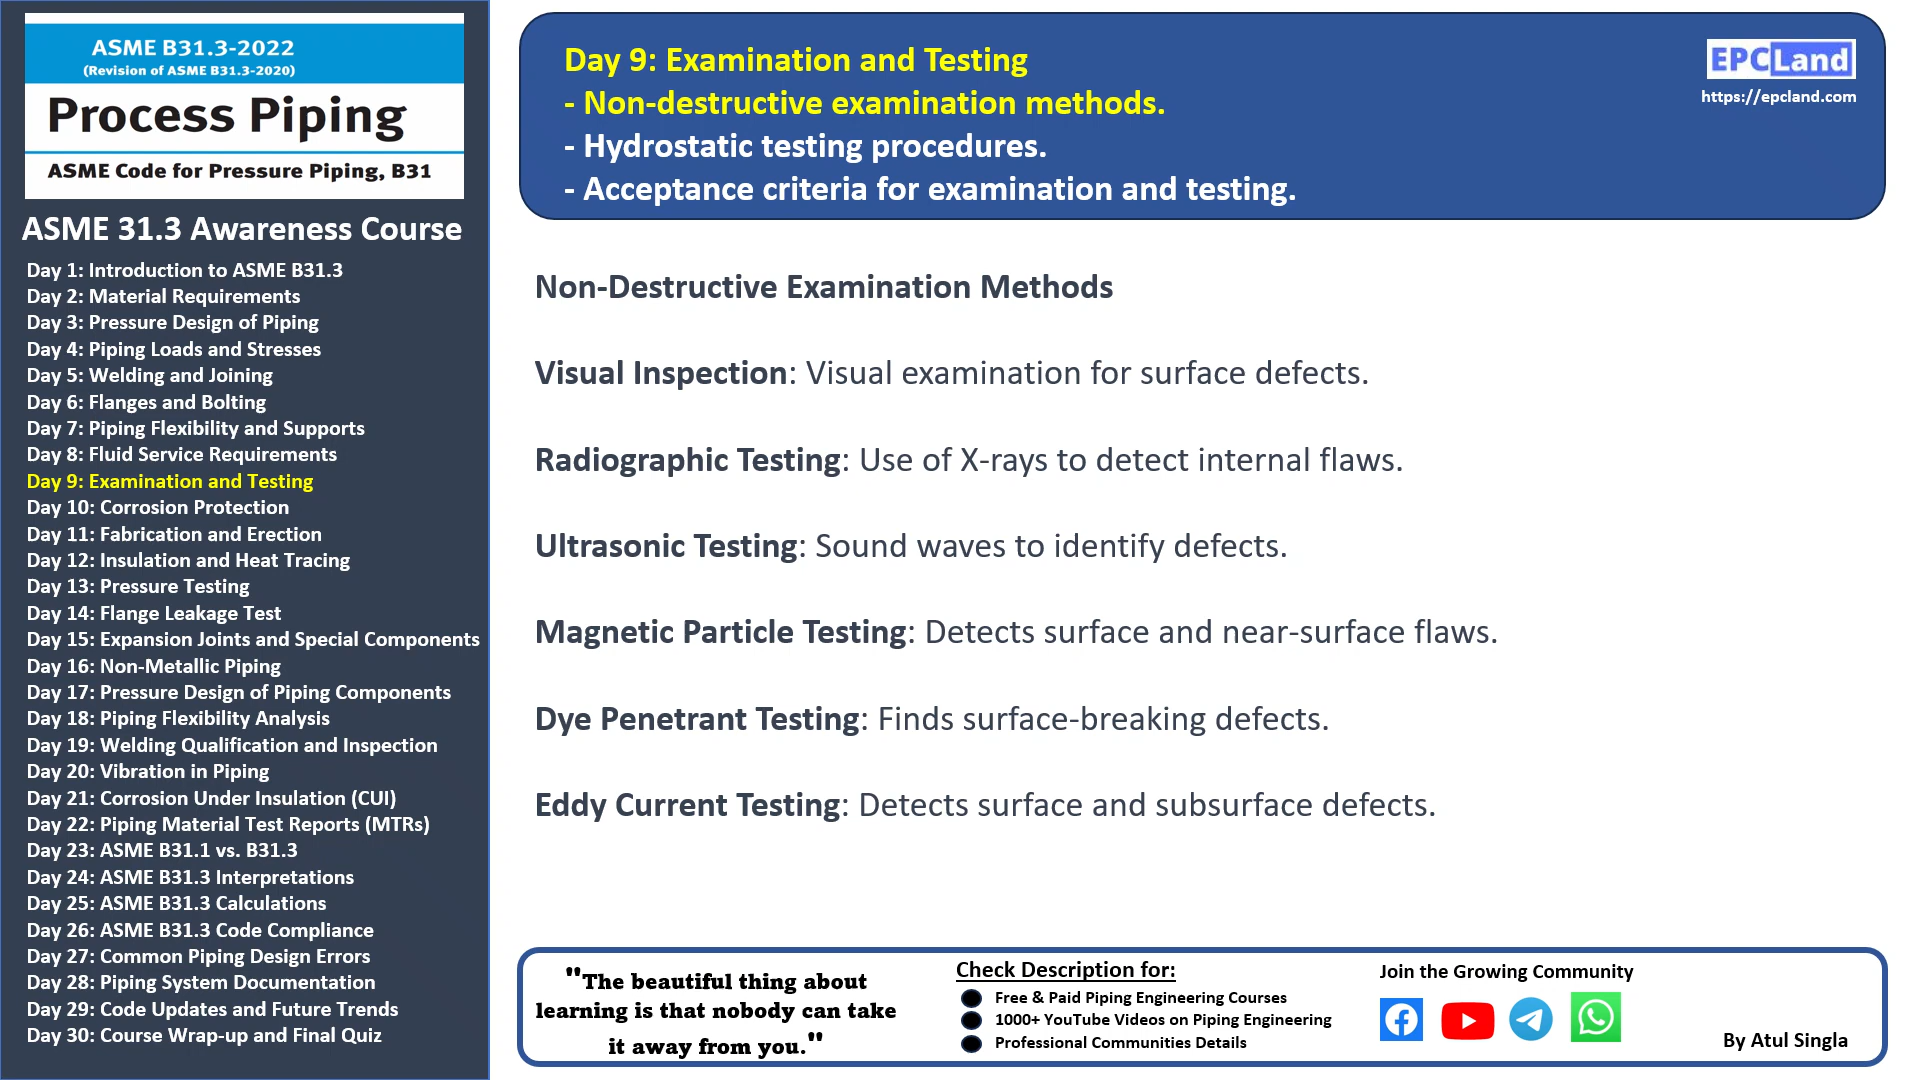 ASME B31.3-2022
(Revision of ASME B31.3-2020)
Process Piping
ASME Code for Pressure Piping, B31
ASME 31.3 Awareness Course
Day 1: Introduction to ASME B31.3
Day 2: Material Requirements
Day 3: Pressure Design of Piping
Day 4: Piping Loads and Stresses
Day 5: Welding and Joining
Day 6: Flanges and Bolting
Day 7: Piping Flexibility and Supports
Day 8: Fluid Service Requirements
Day 9: Examination and Testing
Day 10: Corrosion Protection
Day 11: Fabrication and Erection
Day 12: Insulation and Heat Tracing
Day 13: Pressure Testing
Day 14: Flange Leakage Test
Day 15: Expansion Joints and Special Components
Day 16: Non-Metallic Piping
Day 17: Pressure Design of Piping Components
Day 18: Piping Flexibility Analysis
Day 19: Welding Qualification and Inspection
Day 20: Vibration in Piping
Day 21: Corrosion Under Insulation (CUI)
Day 22: Piping Material Test Reports (MTRs)
Day 23: ASME B31.1 vs. B31.3
Day 24: ASME B31.3 Interpretations
Day 25: ASME B31.3 Calculations
Day 26: ASME B31.3 Code Compliance
Day 27: Common Piping Design Errors
Day 28: Piping System Documentation
Day 29: Code Updates and Future Trends
Day 30: Course Wrap-up and Final Quiz
Day 9: Examination and Testing
- Non-destructive examination methods.
- Hydrostatic testing procedures.
- Acceptance criteria for examination and testing.
EPCLand
https://epcland.com
Non-Destructive Examination Methods
Visual Inspection: Visual examination for surface defects.
Radiographic Testing: Use of X-rays to detect internal flaws.
Ultrasonic Testing: Sound waves to identify defects.
Magnetic Particle Testing: Detects surface and near-surface flaws.
Dye Penetrant Testing: Finds surface-breaking defects.
Eddy Current Testing: Detects surface and subsurface defects.
"The beautiful thing about
learning is that nobody can take
it away from you."
Check Description for:
Free & Paid Piping Engineering Courses
1000+ YouTube Videos on Piping Engineering
Professional Communities Details
Join the Growing Community
By Atul Singla